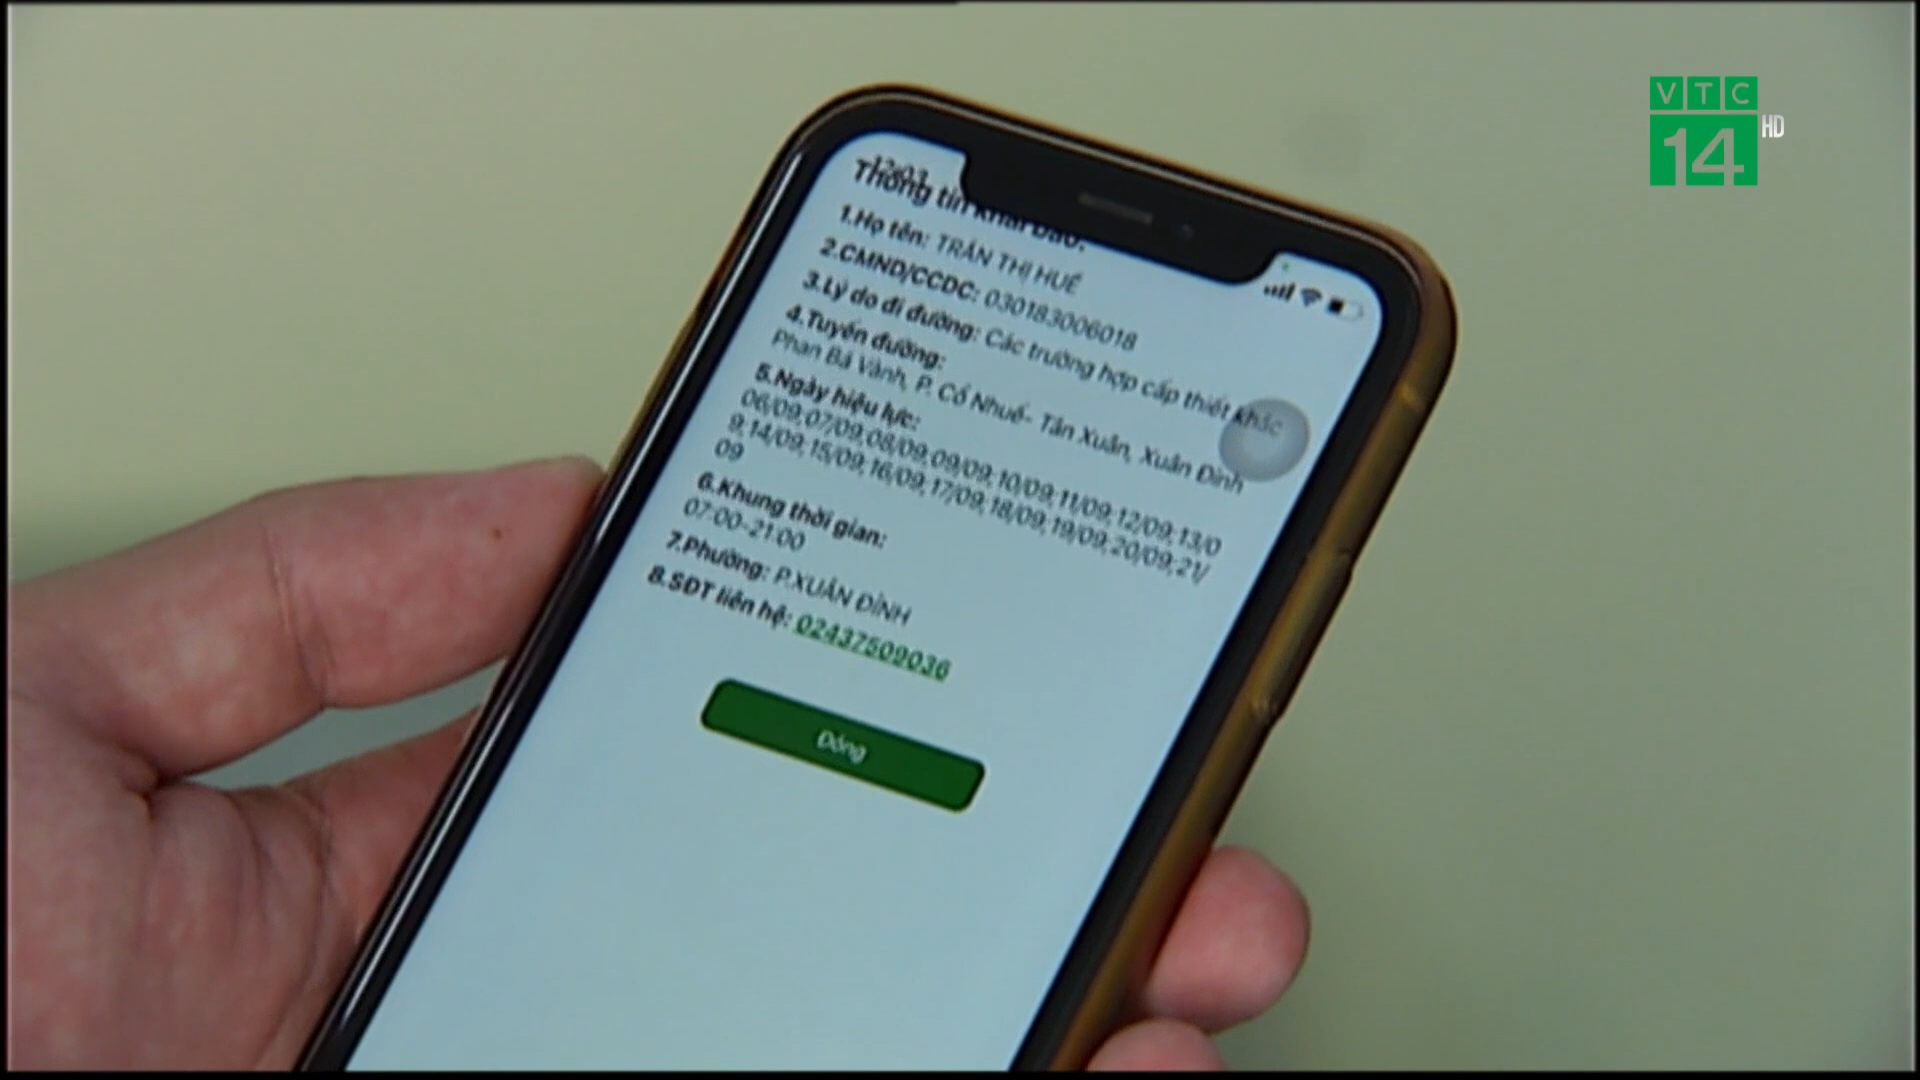 VTC
14 HD
12:03
Thông tin khai báo:
1.Họ tên: TRẦN THỊ HUẾ
2.CMND/CCDC: 030183006018
3.Lý do đi đường: Các trường hợp cấp thiết khác
4.Tuyến đường:
Phan Bá Vành, P. Cổ Nhuế- Tân Xuân, Xuân Đỉnh
5.Ngày hiệu lực:
06/09;07/09;08/09;09/09;10/09;11/09;12/09;13/0
9;14/09;15/09;16/09;17/09;18/09;19/09;20/09;21/
09
6.Khung thời gian:
07:00-21:00
7.Phường: P.XUÂN ĐỈNH
8.SĐT liên hệ: 02437509036
Đóng